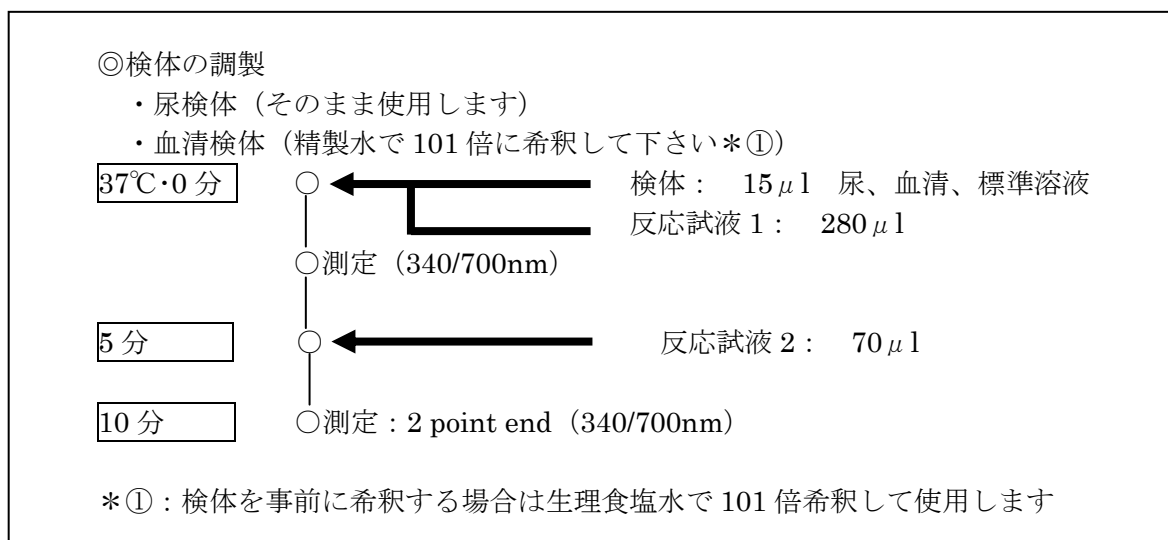 ◎検体の調製
・尿検体（そのまま使用します）
・血清検体（精製水で 101 倍に希釈して下さい＊①）
37℃・0 分
検体： 15μl 尿、血清、標準溶液
反応試液 1： 280μl
○測定（340/700nm）
5 分
反応試液 2： 70μl
10 分
○測定：2 point end（340/700nm）
＊①：検体を事前に希釈する場合は生理食塩水で 101 倍希釈して使用します